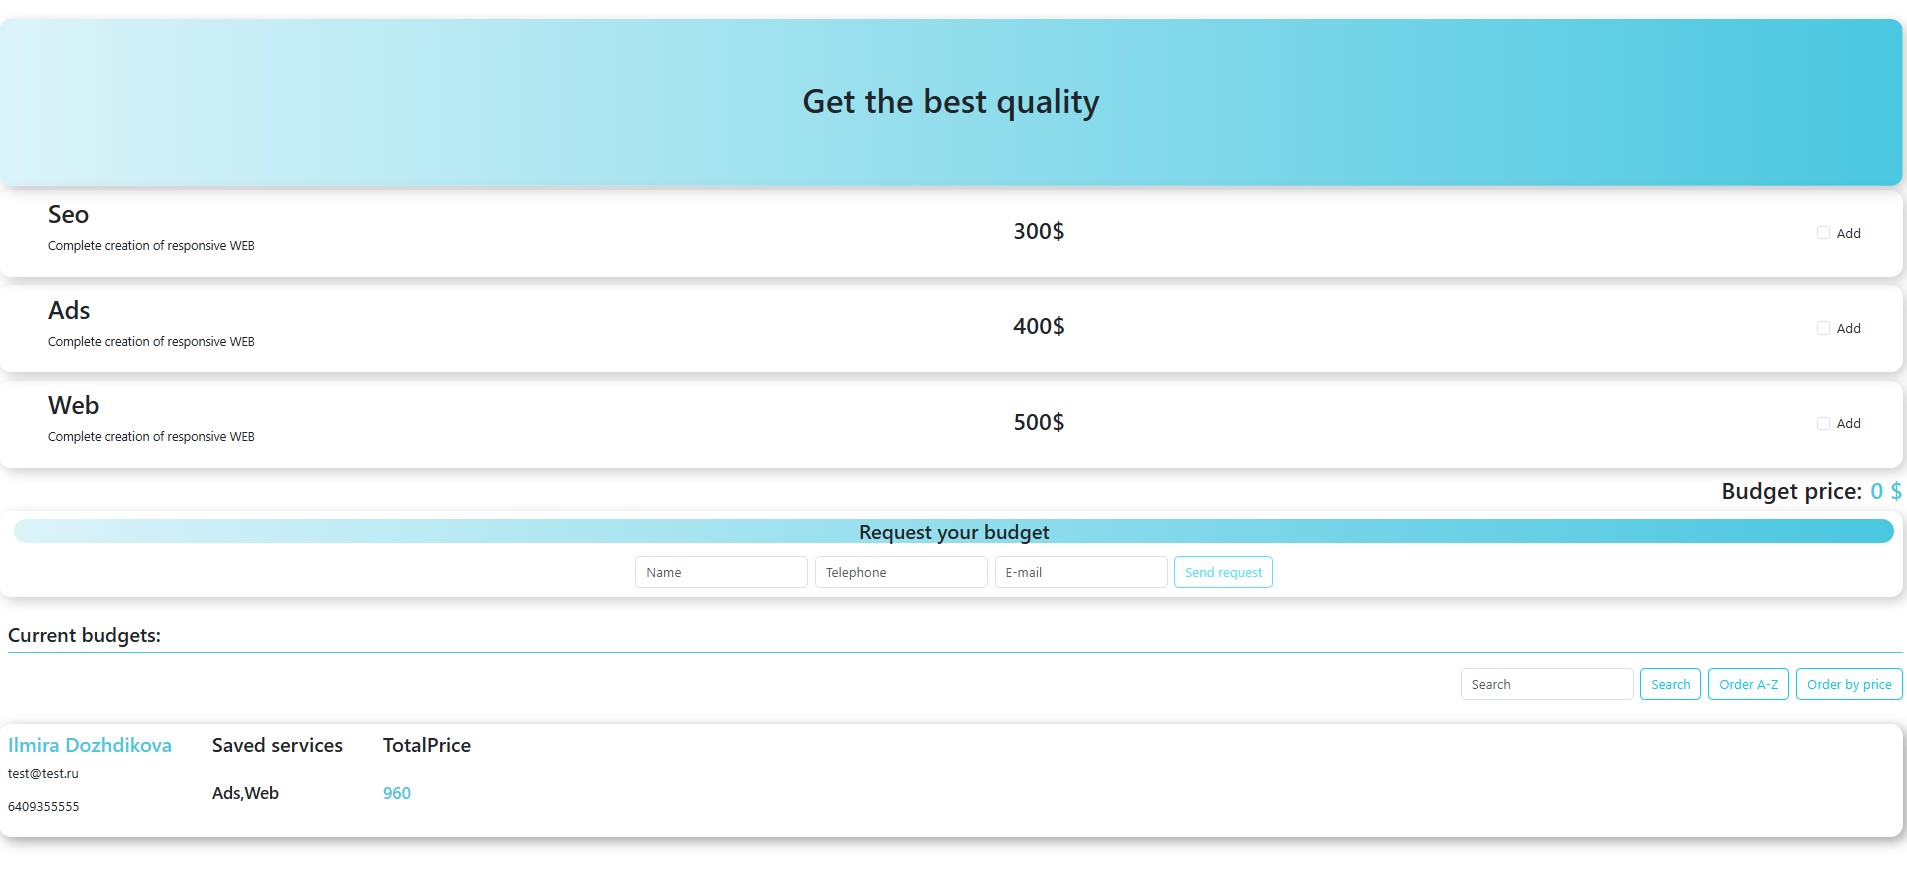 Get the best quality
Seo
Complete creation of responsive WEB
300$
Add
Ads
Complete creation of responsive WEB
400$
Add
Web
Complete creation of responsive WEB
500$
Add
Budget price: 0 $
Request your budget
Name Telephone E-mail Send request
Current budgets:
Search Search Order A-Z Order by price
Ilmira Dozhdikova
test@test.ru
6409355555
Saved services
Ads,Web
TotalPrice
960